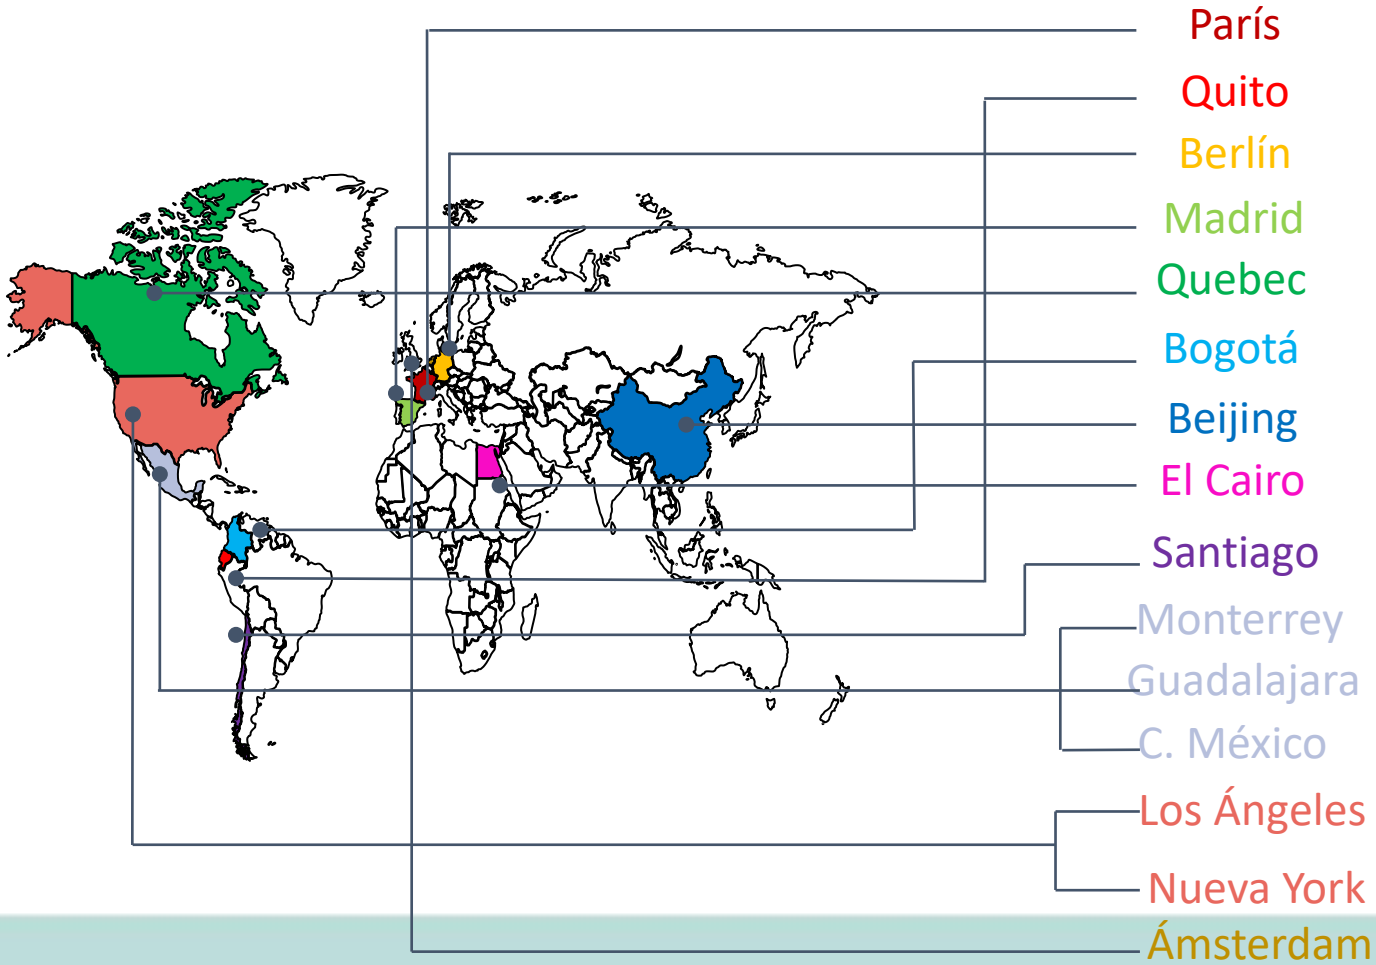 París
Quito
Berlín
Madrid
Quebec
Bogotá
Beijing
El Cairo
Santiago
Monterrey
Guadalajara
C. México
Los Ángeles
Nueva York
Ámsterdam